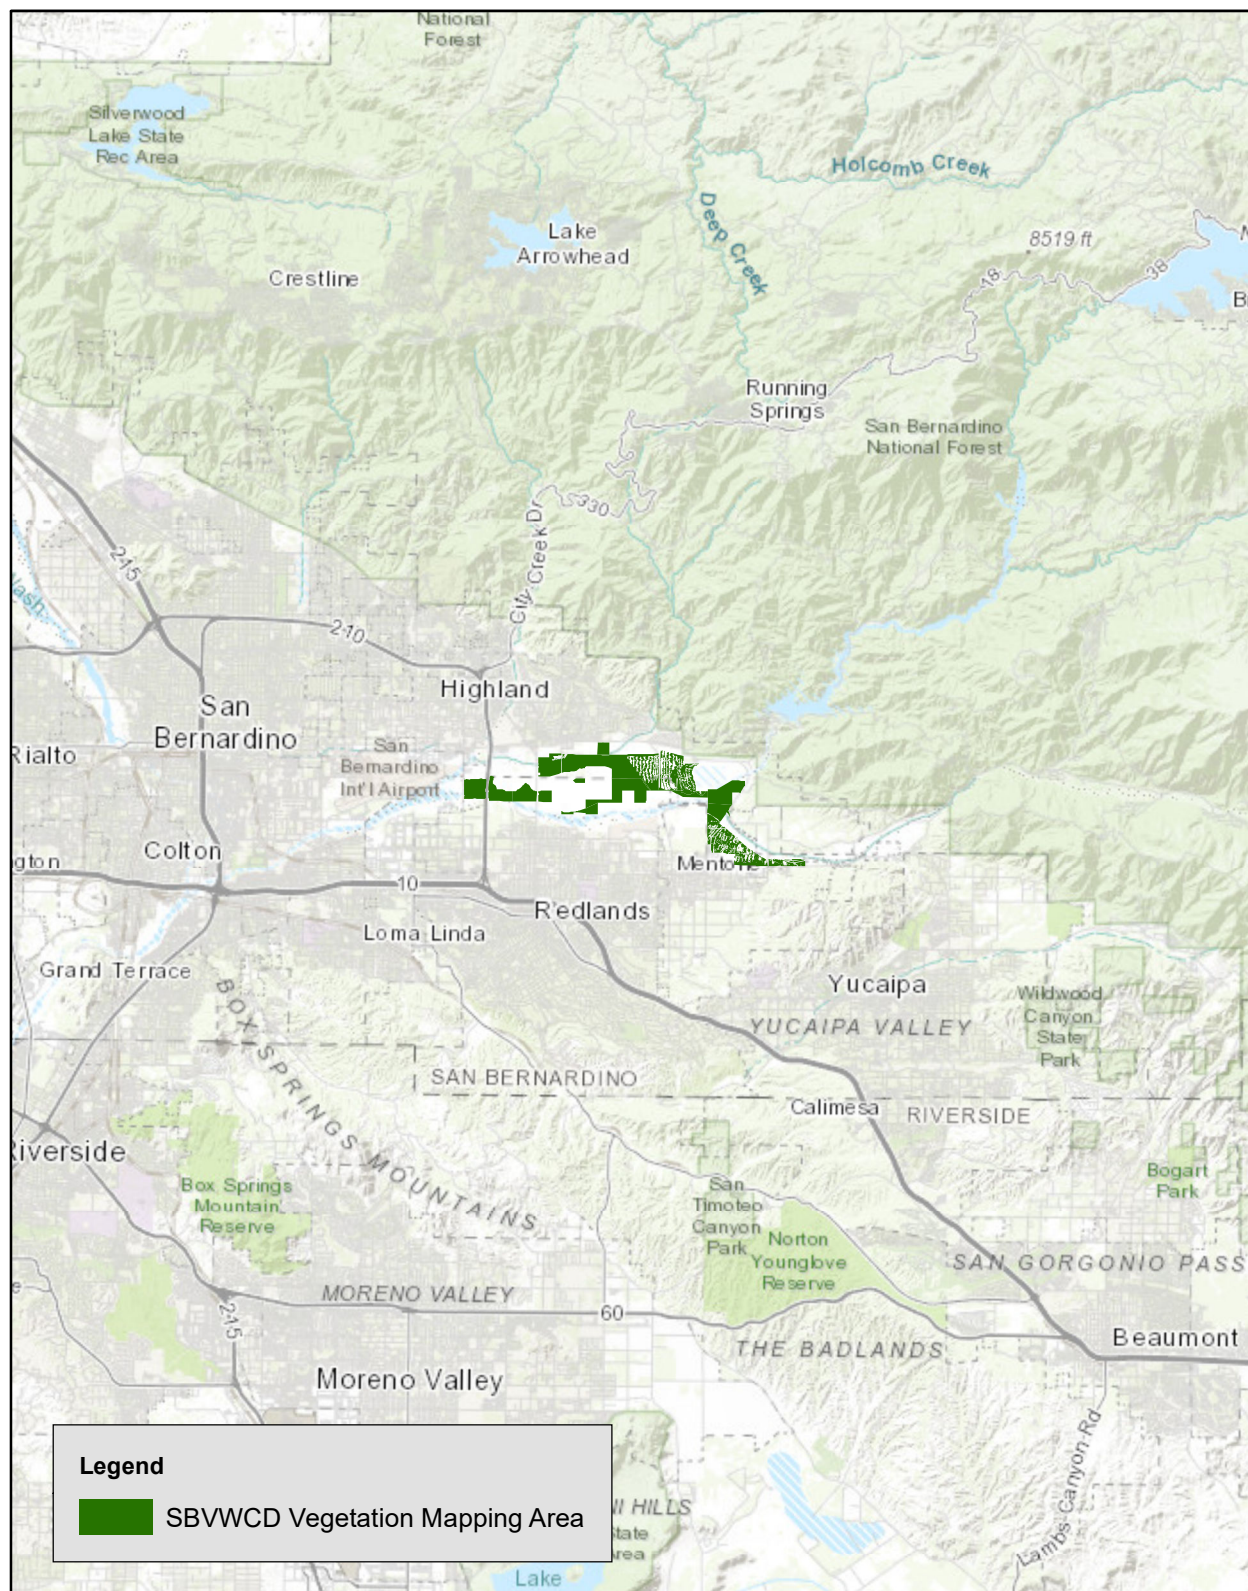 National
Forest
Silverwood
Lake State
Rec Area
Holcomb Creek
Deep Creek
Lake
Arrowhead
8519 ft
Crestline
18
38
Running
Springs
San Bernardino
National Forest
330
City Creek Dr
245
210
Highland
San
Bernardino
Rialto
San
Bernardino
Int'l Airport
Colton
10
Redlands
Loma Linda
Grand Terrace
Yucaipa
YUCAIPA VALLEY
Wildwood
Canyon
State
Park
BOX SPRINGS MOUNTAINS
SAN BERNARDINO
Calimesa
RIVERSIDE
Riverside
Box Springs
Mountain
Reserve
San
Timoteo
Canyon
Park
Norton
Younglove
Reserve
Bogart
Park
SAN GORGONIO PASS
MORENO VALLEY
60
245
THE BADLANDS
Beaumont
Moreno Valley
Lambs Canyon Rd
Legend
SBVWCD Vegetation Mapping Area
HILLS
Lake